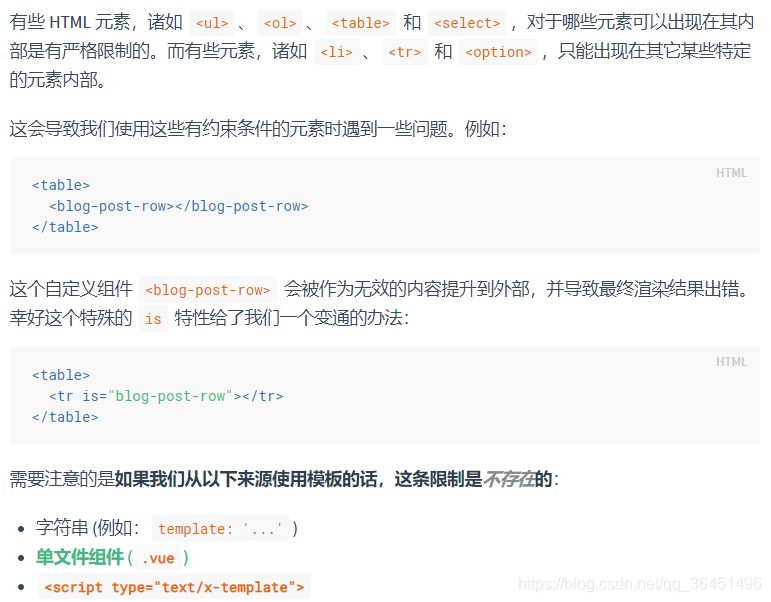 有些 HTML 元素，诸如 <ul> 、 <ol> 、 <table> 和 <select> ，对于哪些元素可以出现在其内
部是有严格限制的。而有些元素，诸如 <li> 、 <tr> 和 <option> ，只能出现在其它某些特定
的元素内部。
这会导致我们使用这些有约束条件的元素时遇到一些问题。例如：
HTML
<table>
  <blog-post-row></blog-post-row>
</table>
这个自定义组件 <blog-post-row> 会被作为无效的内容提升到外部，并导致最终渲染结果出错。
幸好这个特殊的 is 特性给了我们一个变通的办法：
HTML
<table>
  <tr is="blog-post-row"></tr>
</table>
需要注意的是如果我们从以下来源使用模板的话，这条限制是不存在的：
• 字符串 (例如： template: '...' )
• 单文件组件 ( .vue )
• <script type="text/x-template">
https://blog.csdn.net/qq_36451496